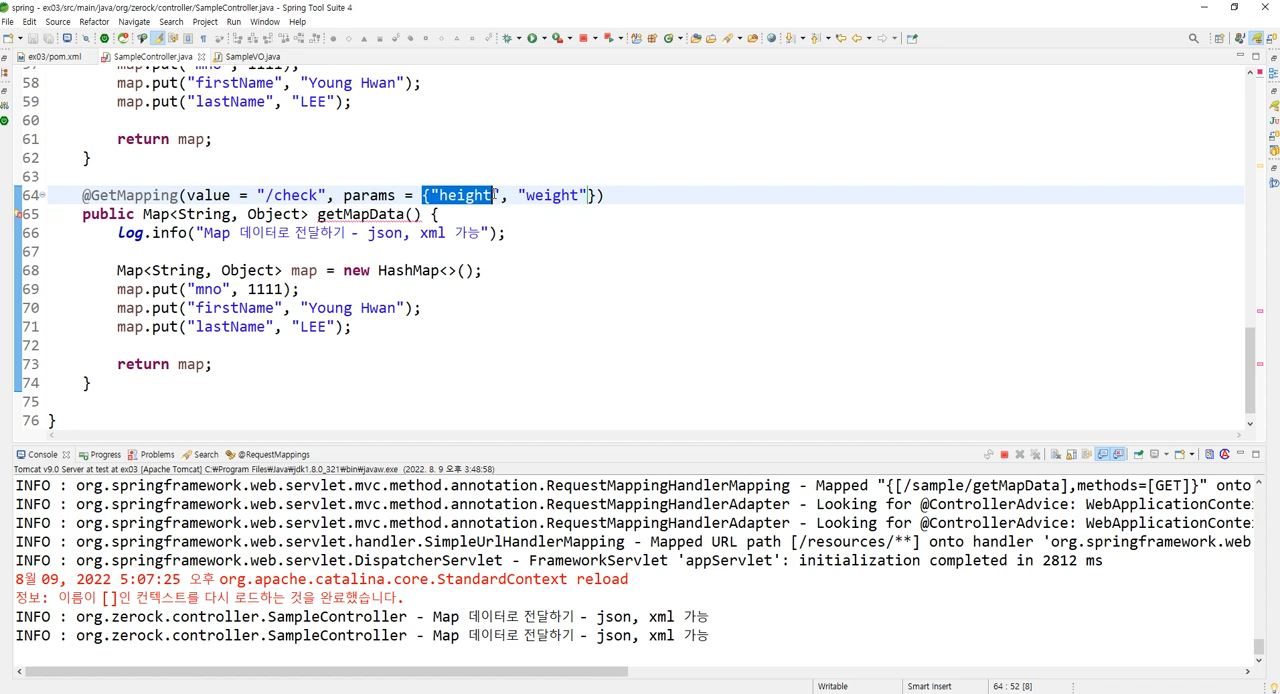 spring - ex03/src/main/java/org/zerock/controller/SampleController.java - Spring Tool Suite 4
File Edit Source Refactor Navigate Search Project Run Window Help
ex03/pom.xml SampleController.java SampleVO.java
57 map.put("mno", 1111);
58 map.put("firstName", "Young Hwan");
59 map.put("lastName", "LEE");
60
61 return map;
62 }
63
64 @GetMapping(value = "/check", params = {"height", "weight"})
65 public Map<String, Object> getMapData() {
66 log.info("Map 데이터로 전달하기 - json, xml 가능");
67
68 Map<String, Object> map = new HashMap<>();
69 map.put("mno", 1111);
70 map.put("firstName", "Young Hwan");
71 map.put("lastName", "LEE");
72
73 return map;
74 }
75
76 }
Console Progress Problems Search @RequestMappings
Tomcat v9.0 Server at test at ex03 [Apache Tomcat] C:₩Program Files₩Java₩jdk1.8.0_321₩bin₩javaw.exe (2022. 8. 9 오후 3:48:58)
INFO : org.springframework.web.servlet.mvc.method.annotation.RequestMappingHandlerMapping - Mapped "{[/sample/getMapData],methods=[GET]}" onto
INFO : org.springframework.web.servlet.mvc.method.annotation.RequestMappingHandlerAdapter - Looking for @ControllerAdvice: WebApplicationConte
INFO : org.springframework.web.servlet.mvc.method.annotation.RequestMappingHandlerAdapter - Looking for @ControllerAdvice: WebApplicationConte
INFO : org.springframework.web.servlet.handler.SimpleUrlHandlerMapping - Mapped URL path [/resources/**] onto handler 'org.springframework.web
INFO : org.springframework.web.servlet.DispatcherServlet - FrameworkServlet 'appServlet': initialization completed in 2812 ms
8월 09, 2022 5:07:25 오후 org.apache.catalina.core.StandardContext reload
정보: 이름이 []인 컨텍스트를 다시 로드하는 것을 완료했습니다.
INFO : org.zerock.controller.SampleController - Map 데이터로 전달하기 - json, xml 가능
INFO : org.zerock.controller.SampleController - Map 데이터로 전달하기 - json, xml 가능
Writable Smart Insert 64 : 52 [8]